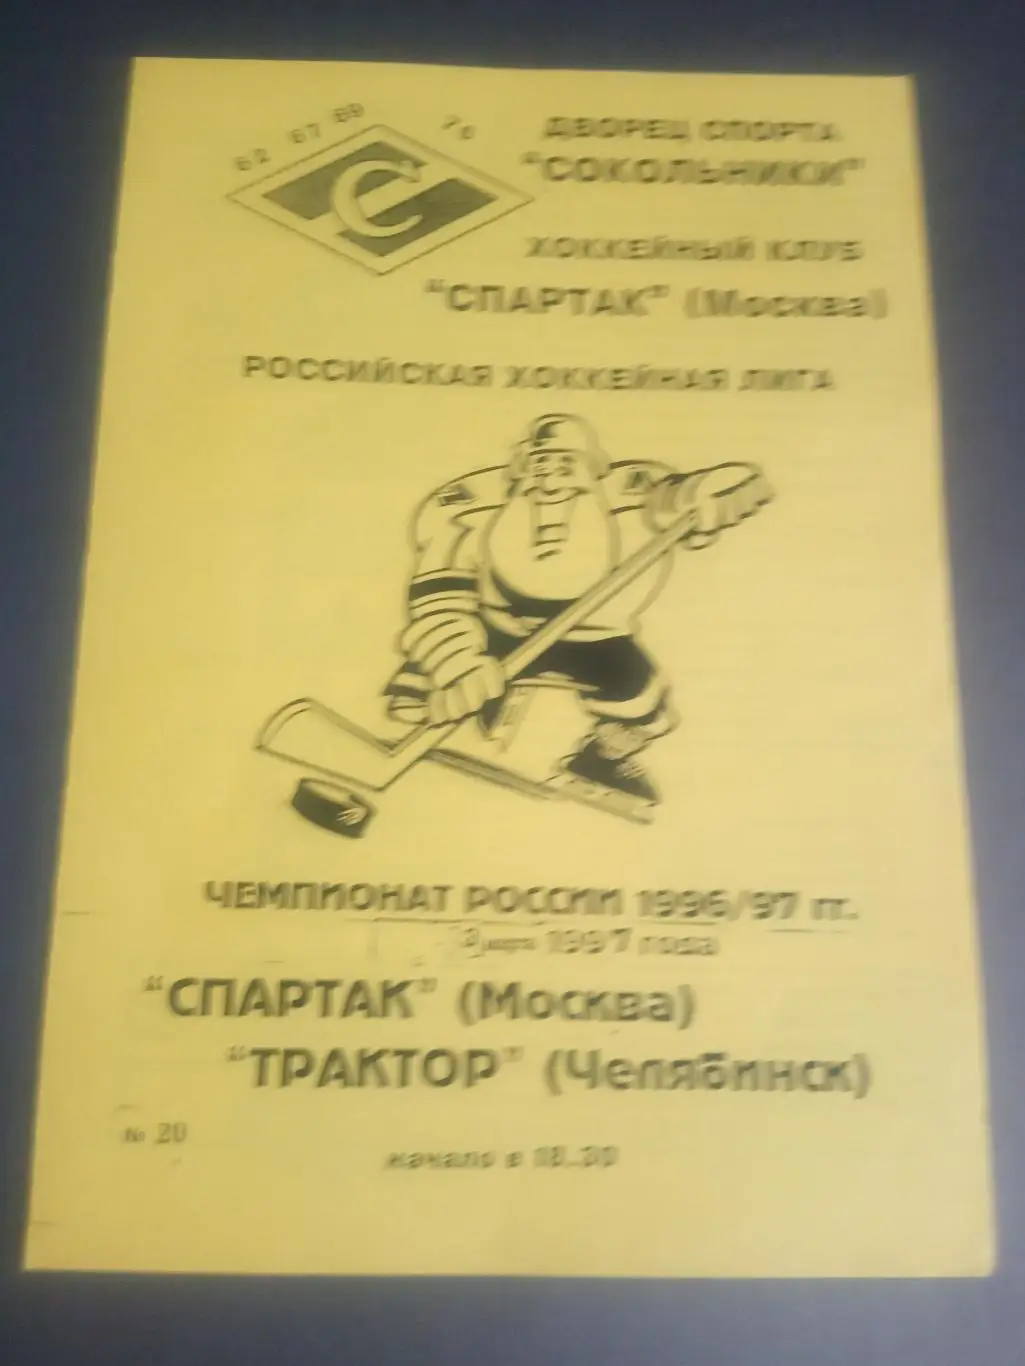 62 67 69 76
ДВОРЕЦ СПОРТА
"СОКОЛЬНИКИ"
ХОККЕЙНЫЙ КЛУБ
"СПАРТАК" (Москва)
РОССИЙСКАЯ ХОККЕЙНАЯ ЛИГА
ЧЕМПИОНАТ РОССИИ 1996/97 гг.
3 марта 1997 года
"СПАРТАК" (Москва)
"ТРАКТОР" (Челябинск)
№ 20
начало в 18.30